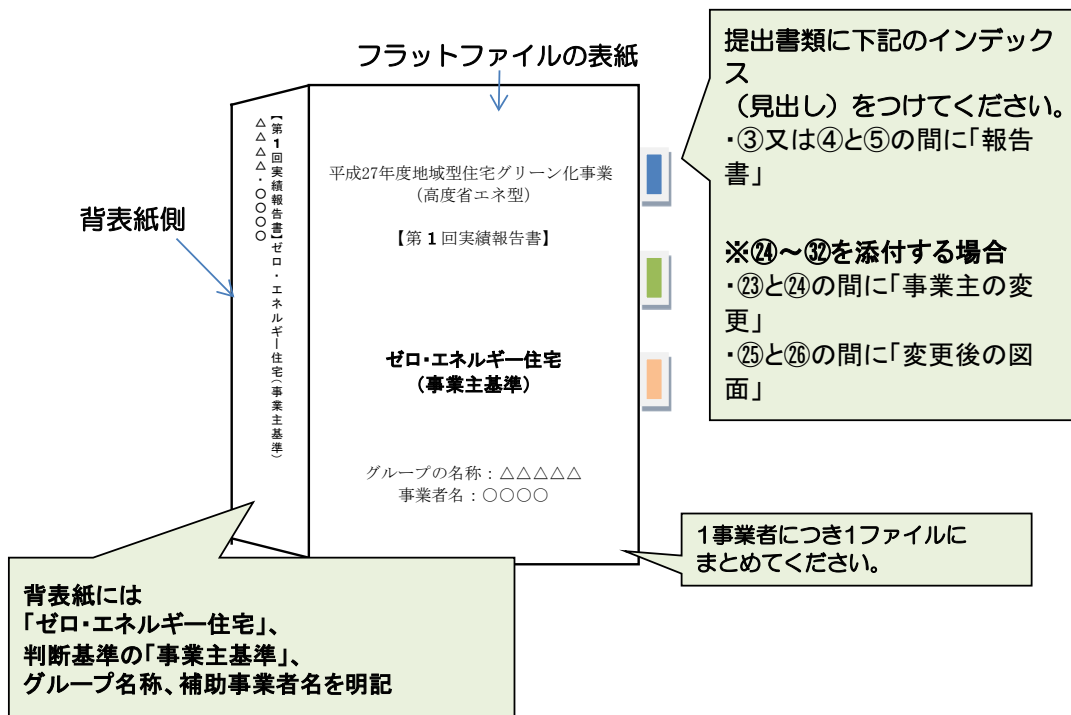 フラットファイルの表紙
背表紙側
【第1回実績報告書】ゼロ・エネルギー住宅(事業主基準)
△△△△・○○○○
平成27年度地域型住宅グリーン化事業
(高度省エネ型)
【第1回実績報告書】
ゼロ・エネルギー住宅
(事業主基準)
グループの名称：△△△△△
事業者名：○○○○
提出書類に下記のインデック
ス
(見出し)をつけてください。
・③又は④と⑤の間に「報告
書」
※㉔～㉜を添付する場合
・㉓と㉔の間に「事業主の変
更」
・㉕と㉖の間に「変更後の図
面」
1事業者につき1ファイルに
まとめてください。
背表紙には
「ゼロ・エネルギー住宅」、
判断基準の「事業主基準」、
グループ名称、補助事業者名を明記